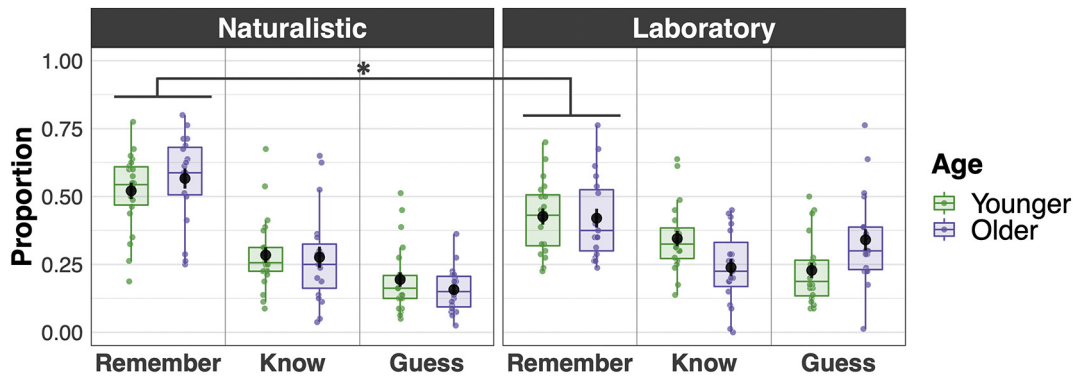 Naturalistic Laboratory
*
1.00
0.75
0.50
0.25
0.00
Proportion
Remember Know Guess Remember Know Guess
Age
Younger
Older